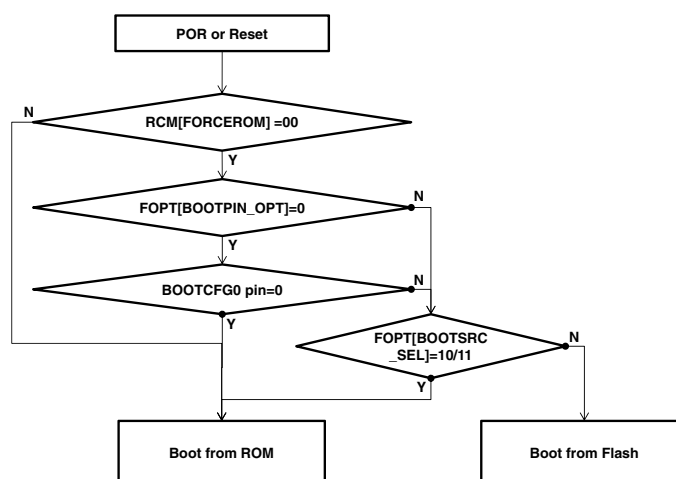 POR or Reset
N
RCM[FORCEROM] =00
Y
N
FOPT[BOOTPIN_OPT]=0
Y
N
BOOTCFG0 pin=0
Y
FOPT[BOOTSRC
_SEL]=10/11
N
Y
Boot from ROM
Boot from Flash